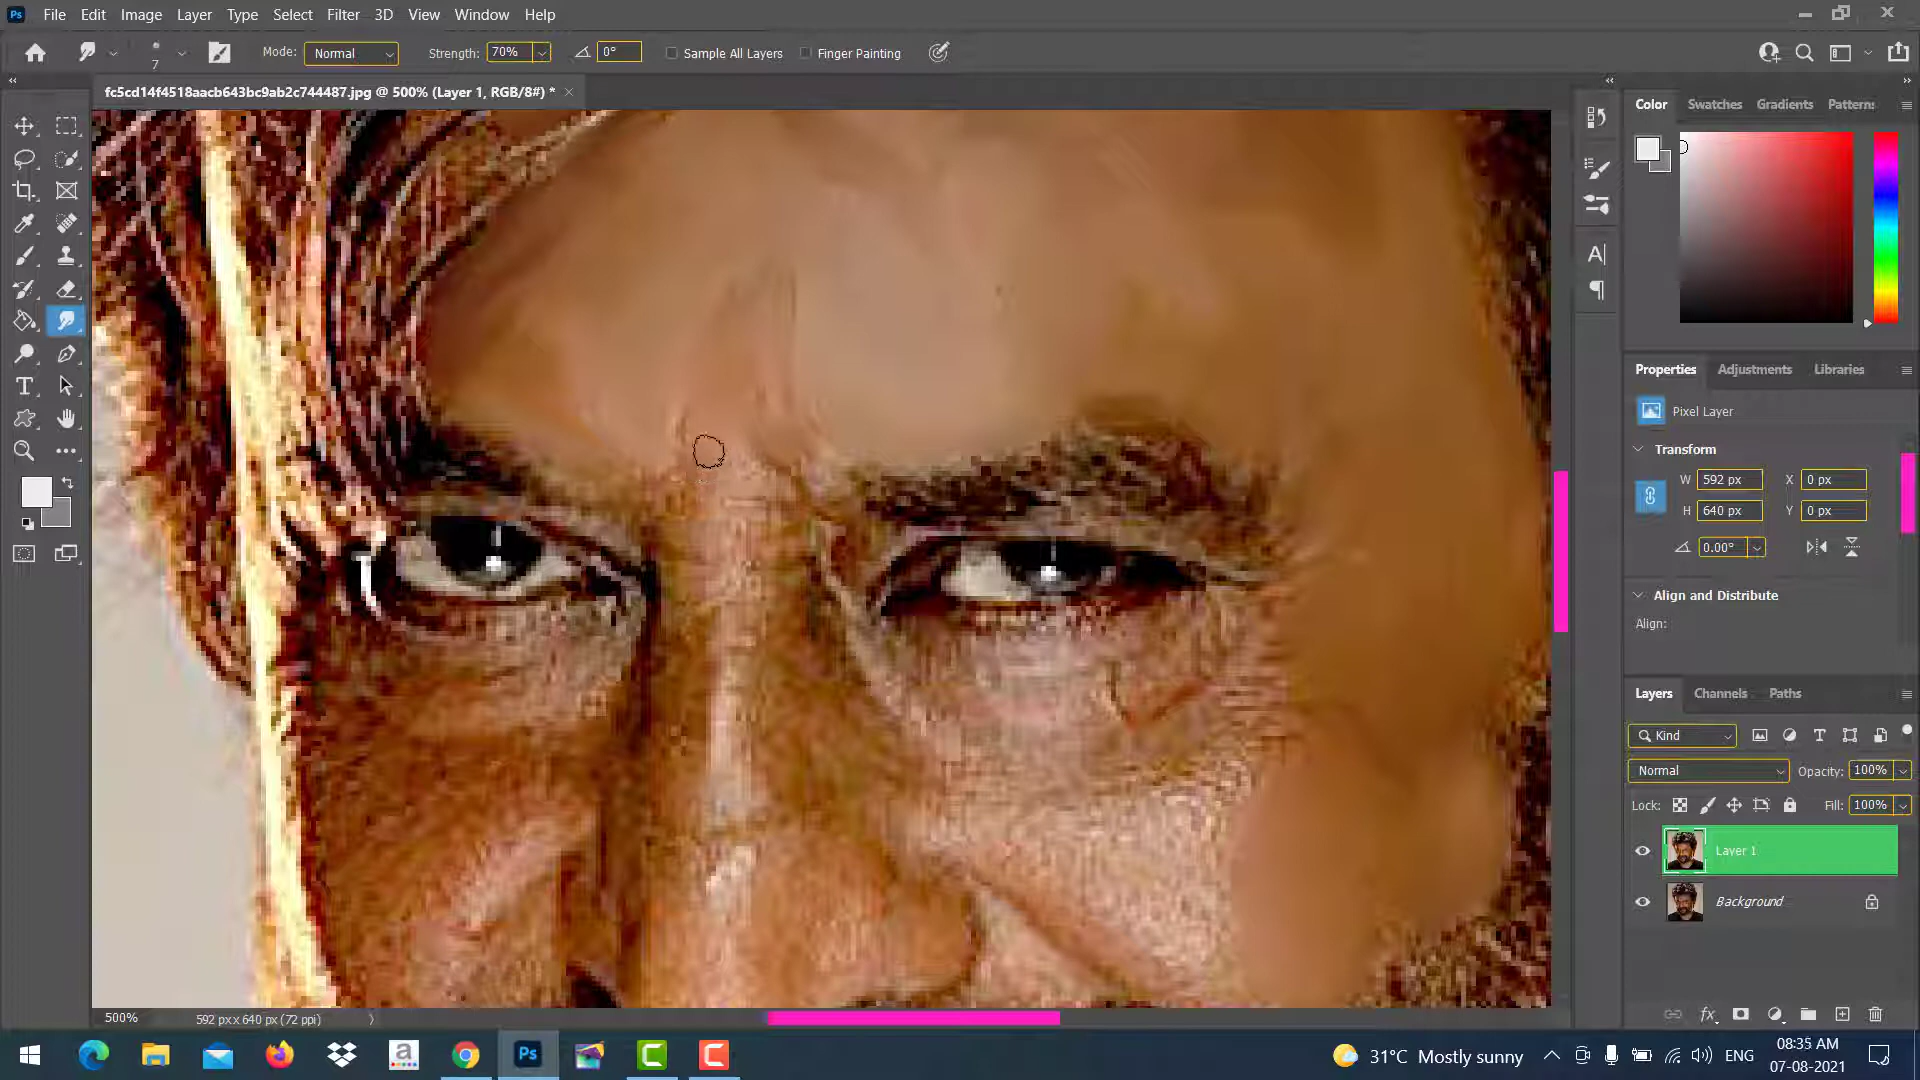 Ps File Edit Image Layer Type Select Filter 3D View Window Help
7 Mode: Normal Strength: 70% 0° Sample All Layers Finger Painting
fc5cd14f4518aacb643bc9ab2c744487.jpg @ 500% (Layer 1, RGB/8#) *
Color Swatches Gradients Patterns
Properties Adjustments Libraries
Pixel Layer
Transform
W 592 px X 0 px
H 640 px Y 0 px
0.00°
Align and Distribute
Align:
Layers Channels Paths
Kind
Normal Opacity: 100%
Lock: Fill: 100%
Layer 1
Background
500% 592 px x 640 px (72 ppi)
31°C Mostly sunny ENG 08:35 AM
07-08-2021